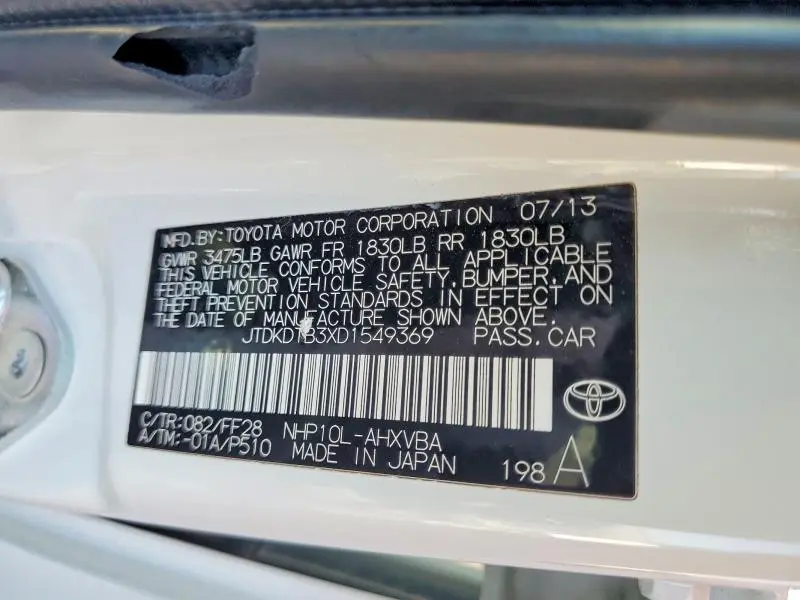 MFD. BY: TOYOTA MOTOR CORPORATION 07/13
GVWR 3475LB GAWR FR 1830LB RR 1830LB
THIS VEHICLE CONFORMS TO ALL APPLICABLE
FEDERAL MOTOR VEHICLE SAFETY, BUMPER, AND
THEFT PREVENTION STANDARDS IN EFFECT ON
THE DATE OF MANUFACTURE SHOWN ABOVE.
JTDKDTB3XD1549369 PASS. CAR
C/TR: 082/FF28 NHP10L-AHXVBA
A/TM: -01A/P510 MADE IN JAPAN
198 A